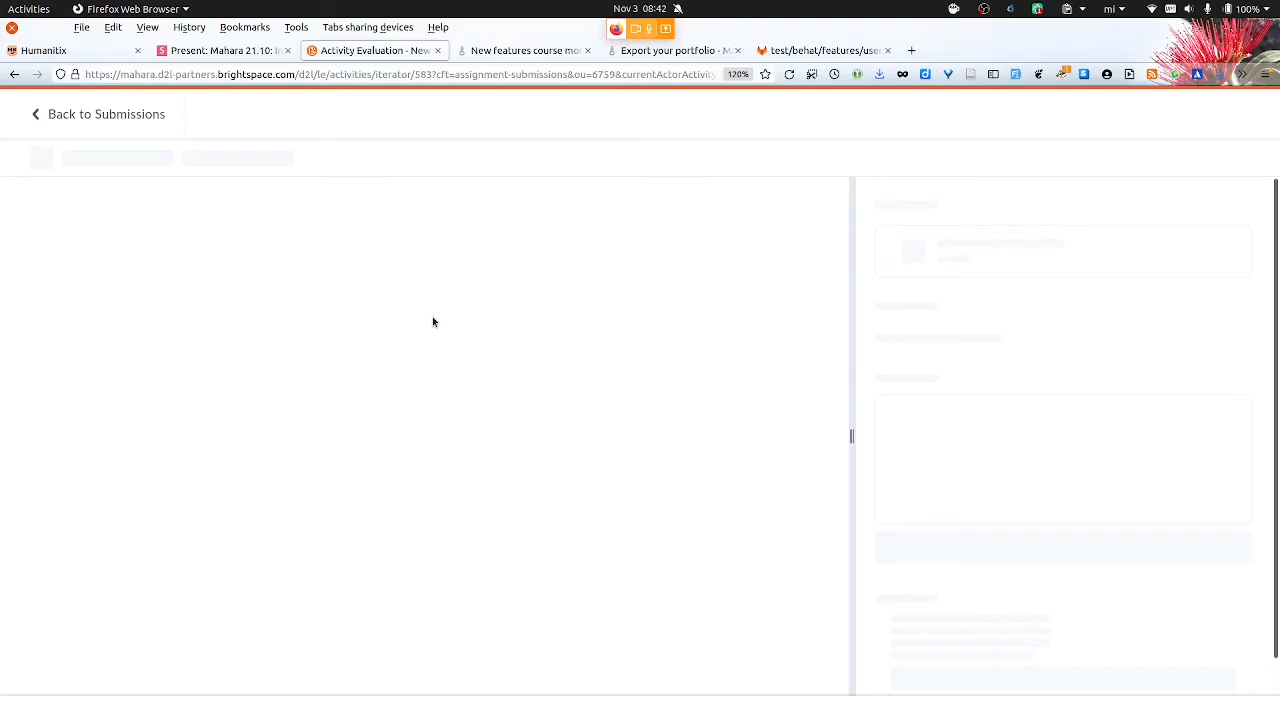 Activities
Firefox Web Browser
Nov 3 08:42
mi
100%
File Edit View History Bookmarks Tools Tabs sharing devices Help
Humanitix
Present: Mahara 21.10: I
Activity Evaluation - New
New features course mo
Export your portfolio - M
test/behat/features/user
https://mahara.d2l-partners.brightspace.com/d2l/le/activities/iterator/583?cft=assignment-submissions&ou=6759&currentActorActivity
120%
Back to Submissions